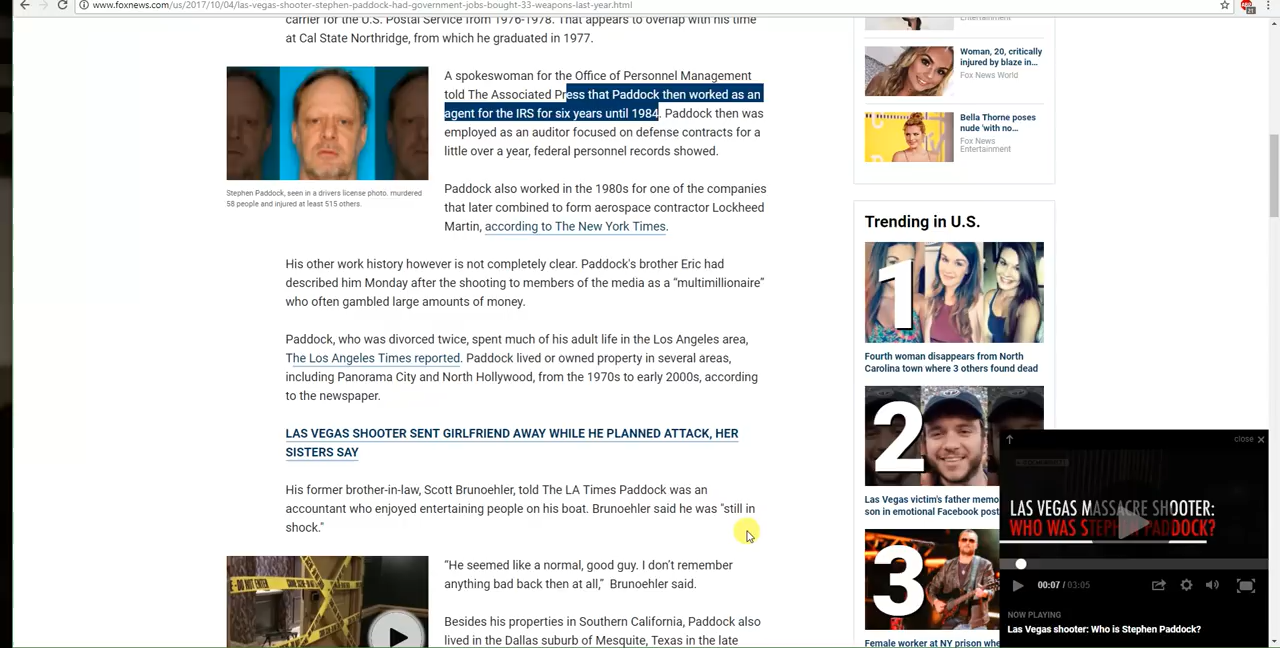 www.foxnews.com/us/2017/10/04/las-vegas-shooter-stephen-paddock-had-government-jobs-bought-33-weapons-last-year.html
carrier for the U.S. Postal Service from 1976-1978. That appears to overlap with his time
at Cal State Northridge, from which he graduated in 1977.
A spokeswoman for the Office of Personnel Management
told The Associated Press that Paddock then worked as an
agent for the IRS for six years until 1984. Paddock then was
employed as an auditor focused on defense contracts for a
little over a year, federal personnel records showed.
Stephen Paddock, seen in a drivers license photo. murdered
58 people and injured at least 515 others.
Paddock also worked in the 1980s for one of the companies
that later combined to form aerospace contractor Lockheed
Martin, according to The New York Times.
His other work history however is not completely clear. Paddock's brother Eric had
described him Monday after the shooting to members of the media as a “multimillionaire”
who often gambled large amounts of money.
Paddock, who was divorced twice, spent much of his adult life in the Los Angeles area,
The Los Angeles Times reported. Paddock lived or owned property in several areas,
including Panorama City and North Hollywood, from the 1970s to early 2000s, according
to the newspaper.
LAS VEGAS SHOOTER SENT GIRLFRIEND AWAY WHILE HE PLANNED ATTACK, HER
SISTERS SAY
His former brother-in-law, Scott Brunoehler, told The LA Times Paddock was an
accountant who enjoyed entertaining people on his boat. Brunoehler said he was "still in
shock."
“He seemed like a normal, good guy. I don’t remember
anything bad back then at all,” Brunoehler said.
Besides his properties in Southern California, Paddock also
lived in the Dallas suburb of Mesquite, Texas in the late
Entertainment
Woman, 20, critically
injured by blaze in…
Fox News World
Bella Thorne poses
nude 'with no…
Fox News
Entertainment
Trending in U.S.
1
Fourth woman disappears from North
Carolina town where 3 others found dead
2
Las Vegas victim's father memo
son in emotional Facebook post
3
Female worker at NY prison whe
close
LAS VEGAS MASSACRE SHOOTER:
WHO WAS STEPHEN PADDOCK?
00:07 / 03:05
NOW PLAYING
Las Vegas shooter: Who is Stephen Paddock?